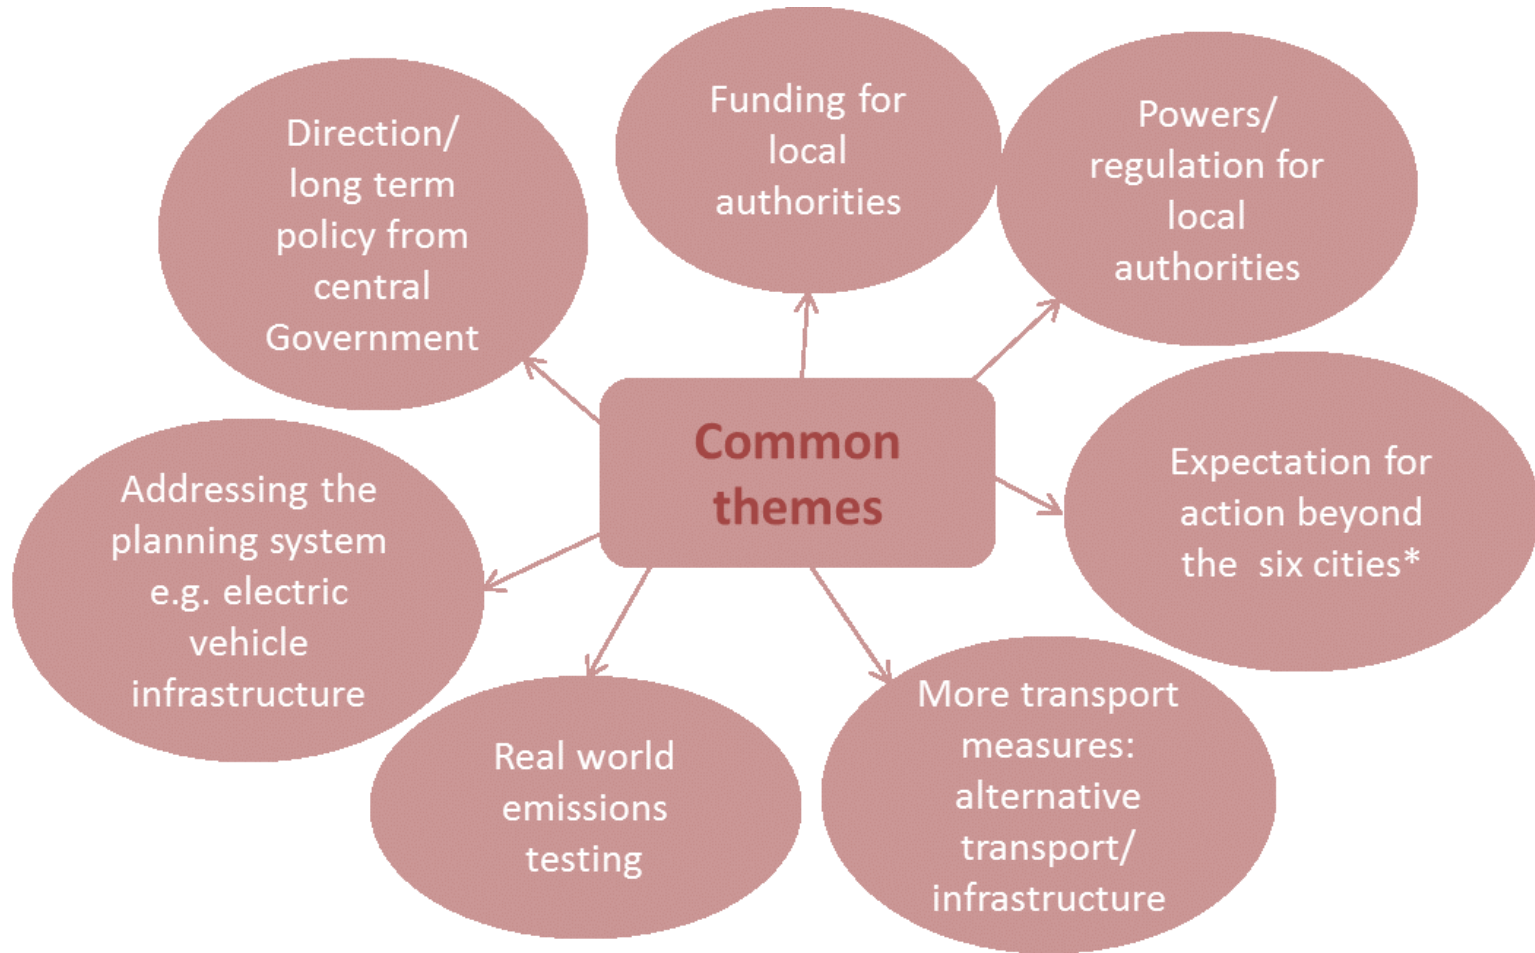 Direction/
long term
policy from
central
Government
Funding for
local
authorities
Powers/
regulation for
local
authorities
Common
themes
Expectation for
action beyond
the  six cities*
Addressing the
planning system
e.g. electric
vehicle
infrastructure
Real world
emissions
testing
More transport
measures:
alternative
transport/
infrastructure